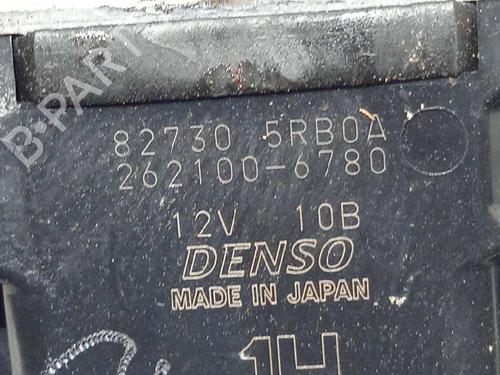 B-PARTS
82730 5RB0A
262100-6780
12V 10B
DENSO
MADE IN JAPAN
1H